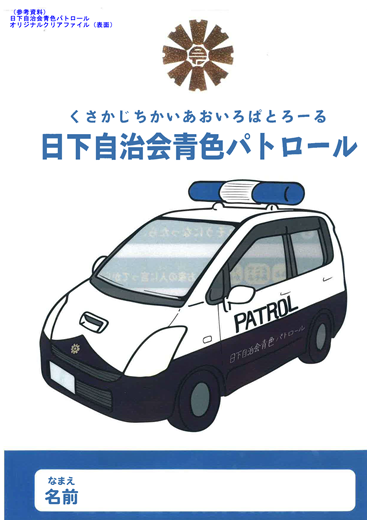 （参考資料）
日下自治会青色パトロール
オリジナルクリアファイル（表面）
くさかじちかいあおいろぱとろーる
日下自治会青色パトロール
PATROL
日下自治会青色パトロール
なまえ
名前